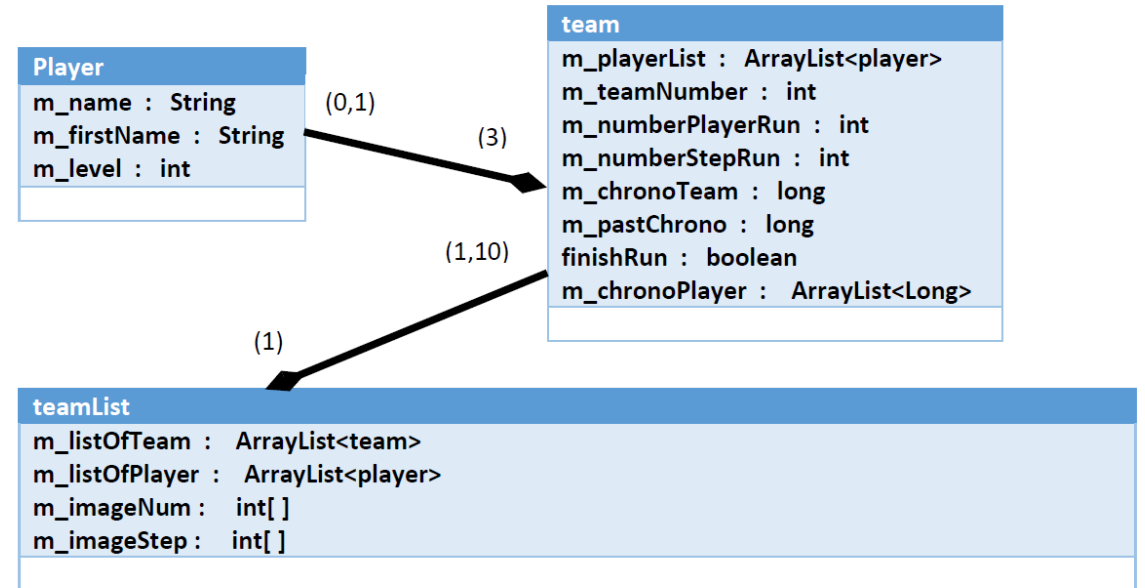 Player
m_name : String
m_firstName : String
m_level : int
(0,1)
(3)
team
m_playerList : ArrayList<player>
m_teamNumber : int
m_numberPlayerRun : int
m_numberStepRun : int
m_chronoTeam : long
m_pastChrono : long
finishRun : boolean
m_chronoPlayer : ArrayList<Long>
(1,10)
(1)
teamList
m_listOfTeam : ArrayList<team>
m_listOfPlayer : ArrayList<player>
m_imageNum : int[ ]
m_imageStep : int[ ]